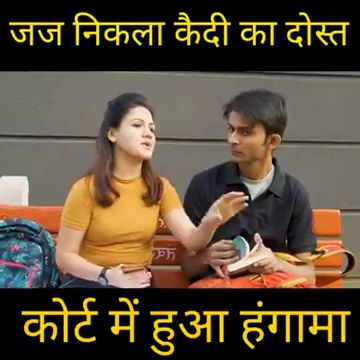 जज निकला कैदी का दोस्त
कोर्ट में हुआ हंगामा